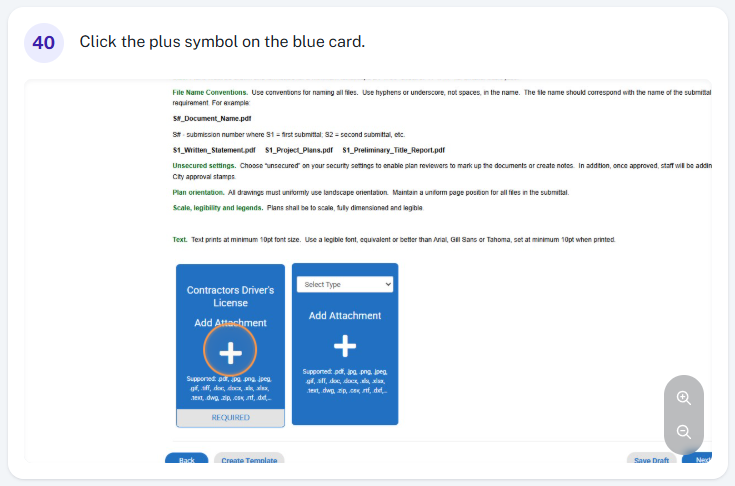 40
Click the plus symbol on the blue card.
File Name Conventions. Use conventions for naming all files. Use hyphens or underscore, not spaces, in the name. The file name should correspond with the name of the submittal
requirement. For example:
S#_Document_Name.pdf
S# - submission number where S1 = first submittal; S2 = second submittal, etc.
S1_Written_Statement.pdf S1_Project_Plans.pdf S1_Preliminary_Title_Report.pdf
Unsecured settings. Choose "unsecured" on your security settings to enable plan reviewers to mark up the documents or create notes. In addition, once approved, staff will be addin
City approval stamps.
Plan orientation. All drawings must uniformly use landscape orientation. Maintain a uniform page position for all files in the submittal.
Scale, legibility and legends. Plans shall be to scale, fully dimensioned and legible.
Text. Text prints at minimum 10pt font size. Use a legible font, equivalent or better than Arial, Gill Sans or Tahoma, set at minimum 10pt when printed.
Contractors Driver's
License
Add Attachment
Supported: .pdf, .jpg, .png, .jpeg,
.gif, .tiff, .doc, .docx, .xls, .xlsx,
.text, .dwg, .zip, .csv, .rtf, .dxf,...
REQUIRED
Select Type
Add Attachment
Supported: .pdf, .jpg, .png, .jpeg,
.gif, .tiff, .doc, .docx, .xls, .xlsx,
.text, .dwg, .zip, .csv, .rtf, .dxf,...
Back Create Template Save Draft Next